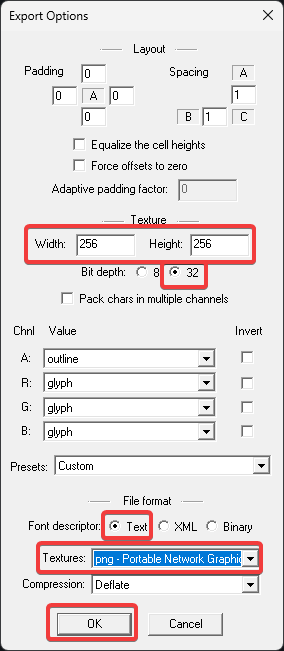 Export Options
Layout
Padding 0 Spacing A
0 A 0 1
0 B 1 C
Equalize the cell heights
Force offsets to zero
Adaptive padding factor: 0
Texture
Width: 256 Height: 256
Bit depth: 8 32
Pack chars in multiple channels
Chnl Value Invert
A: outline
R: glyph
G: glyph
B: glyph
Presets: Custom
File format
Font descriptor: Text XML Binary
Textures: png - Portable Network Graphic
Compression: Deflate
OK Cancel